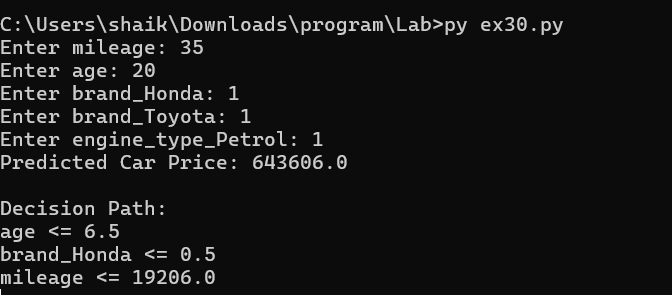 C:\Users\shaik\Downloads\program\Lab>py ex30.py
Enter mileage: 35
Enter age: 20
Enter brand_Honda: 1
Enter brand_Toyota: 1
Enter engine_type_Petrol: 1
Predicted Car Price: 643606.0

Decision Path:
age <= 6.5
brand_Honda <= 0.5
mileage <= 19206.0